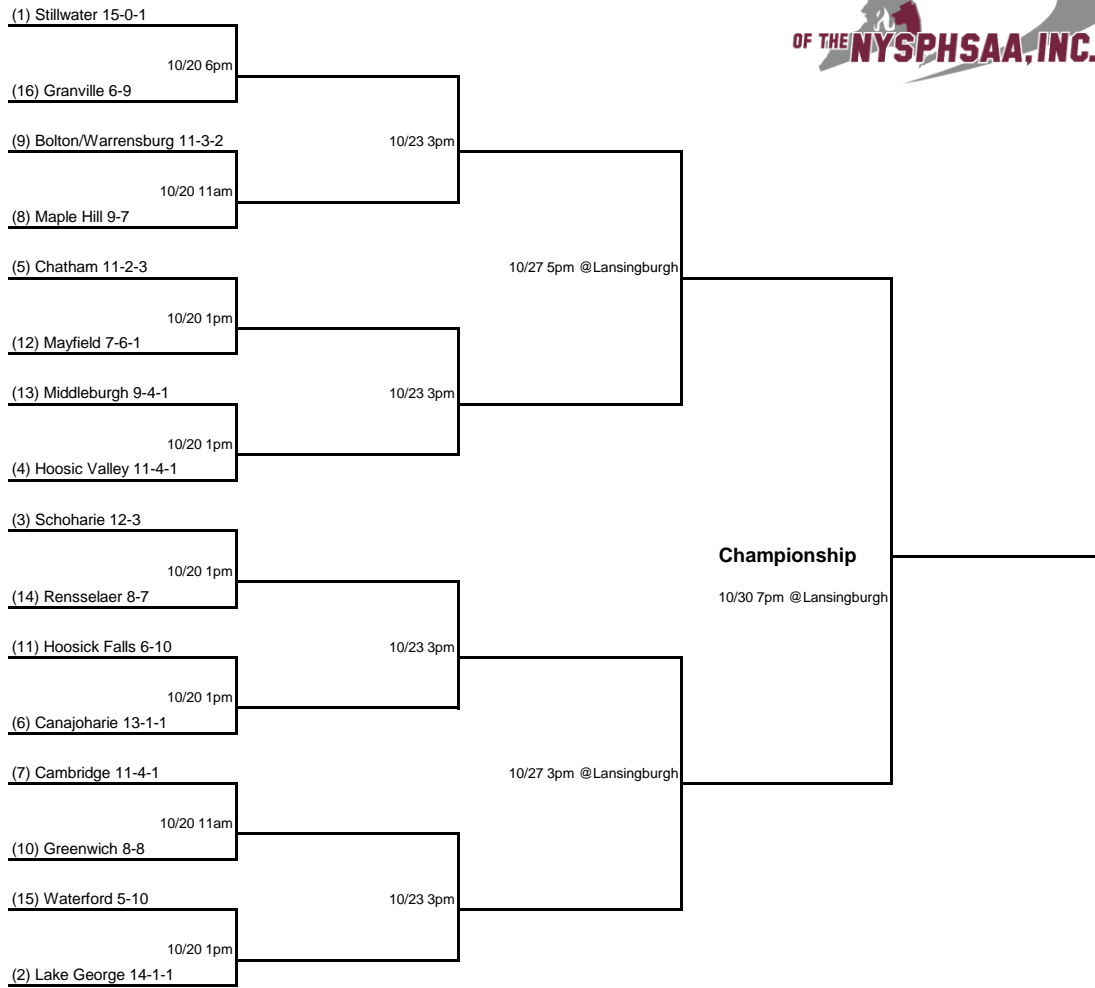 OF THE NYSPHSAA, INC.
(1) Stillwater 15-0-1
10/20 6pm
(16) Granville 6-9
(9) Bolton/Warrensburg 11-3-2
10/23 3pm
10/20 11am
(8) Maple Hill 9-7
(5) Chatham 11-2-3
10/27 5pm @Lansingburgh
10/20 1pm
(12) Mayfield 7-6-1
(13) Middleburgh 9-4-1
10/23 3pm
10/20 1pm
(4) Hoosic Valley 11-4-1
(3) Schoharie 12-3
Championship
10/20 1pm
(14) Rensselaer 8-7
10/30 7pm @Lansingburgh
(11) Hoosick Falls 6-10
10/23 3pm
10/20 1pm
(6) Canajoharie 13-1-1
(7) Cambridge 11-4-1
10/27 3pm @Lansingburgh
10/20 11am
(10) Greenwich 8-8
(15) Waterford 5-10
10/23 3pm
10/20 1pm
(2) Lake George 14-1-1